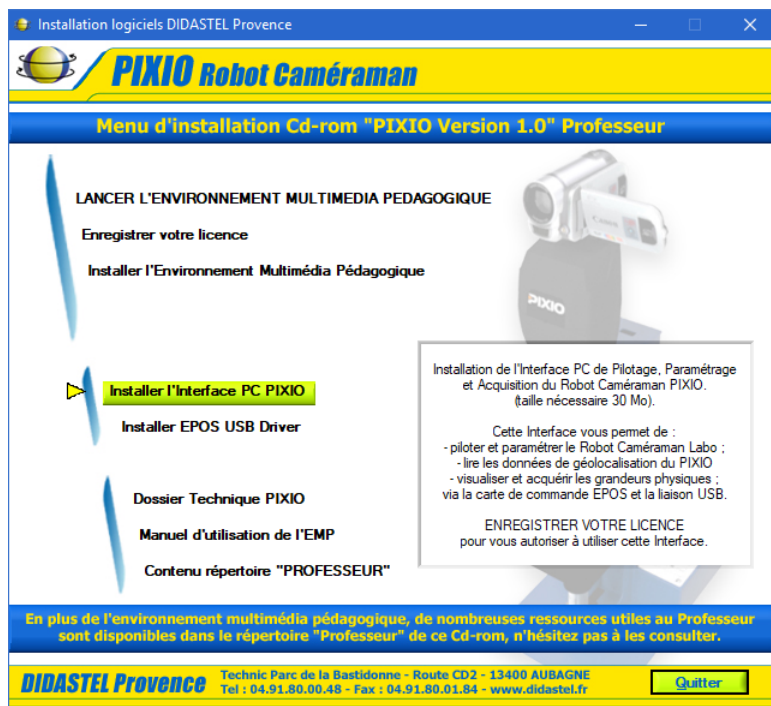 Installation logiciels DIDASTEL Provence
PIXIO Robot Caméraman
Menu d'installation Cd-rom "PIXIO Version 1.0" Professeur
LANCER L'ENVIRONNEMENT MULTIMEDIA PEDAGOGIQUE
Enregistrer votre licence
Installer l'Environnement Multimédia Pédagogique
Canon
PIXIO
Installer l'Interface PC PIXIO
Installer EPOS USB Driver
Installation de l'Interface PC de Pilotage, Paramétrage
et Acquisition du Robot Caméraman PIXIO.
(taille nécessaire 30 Mo).
Cette Interface vous permet de :
- piloter et paramétrer le Robot Caméraman Labo ;
- lire les données de géolocalisation du PIXIO
- visualiser et acquérir les grandeurs physiques ;
via la carte de commande EPOS et la liaison USB.
ENREGISTRER VOTRE LICENCE
pour vous autoriser à utiliser cette Interface.
Dossier Technique PIXIO
Manuel d'utilisation de l'EMP
Contenu répertoire "PROFESSEUR"
En plus de l'environnement multimédia pédagogique, de nombreuses ressources utiles au Professeur
sont disponibles dans le répertoire "Professeur" de ce Cd-rom, n'hésitez pas à les consulter.
DIDASTEL Provence
Technic Parc de la Bastidonne - Route CD2 - 13400 AUBAGNE
Tel : 04.91.80.00.48 - Fax : 04.91.80.01.84 - www.didastel.fr
Quitter